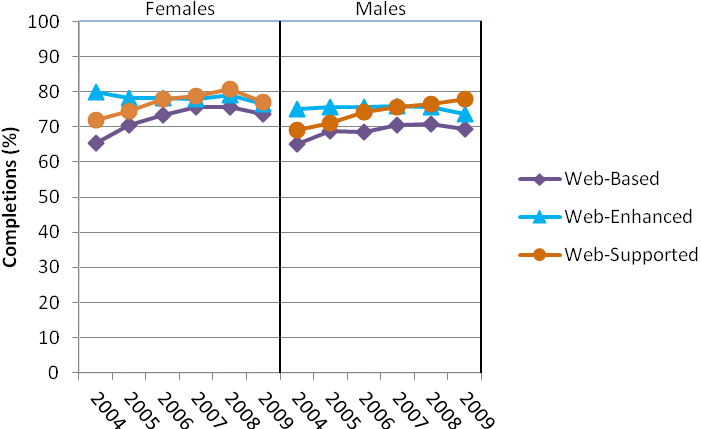 Females Males
100
90
80
70
60
50
40
30
20
10
0
Completions (%)
2004 2005 2006 2007 2008 2009 2004 2005 2006 2007 2008 2009
Web-Based
Web-Enhanced
Web-Supported